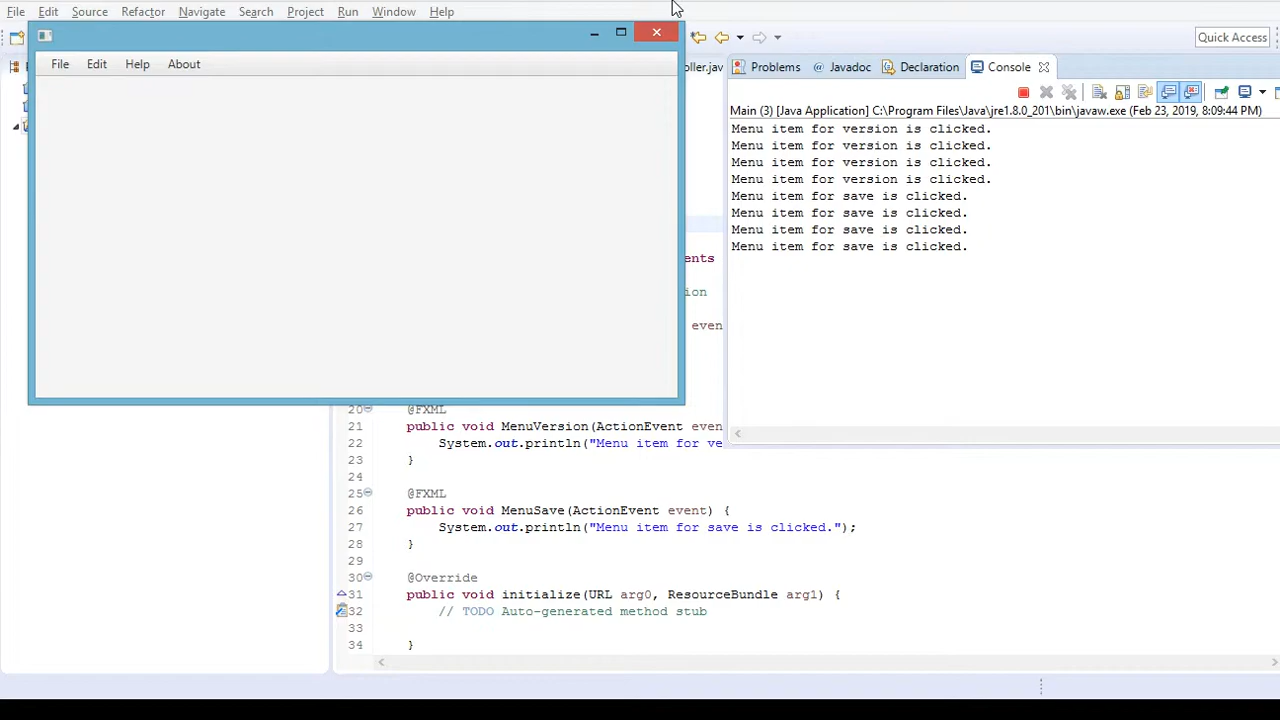 File Edit Source Refactor Navigate Search Project Run Window Help
Quick Access
File Edit Help About
oller.java
Problems @ Javadoc Declaration Console
Main (3) [Java Application] C:\Program Files\Java\jre1.8.0_201\bin\javaw.exe (Feb 23, 2019, 8:09:44 PM)
Menu item for version is clicked.
Menu item for version is clicked.
Menu item for version is clicked.
Menu item for version is clicked.
Menu item for save is clicked.
Menu item for save is clicked.
Menu item for save is clicked.
Menu item for save is clicked.
ents
ion
even
20 @FXML
21 public void MenuVersion(ActionEvent even
22 System.out.println("Menu item for ve
23 }
24
25 @FXML
26 public void MenuSave(ActionEvent event) {
27 System.out.println("Menu item for save is clicked.");
28 }
29
30 @Override
31 public void initialize(URL arg0, ResourceBundle arg1) {
32 // TODO Auto-generated method stub
33
34 }